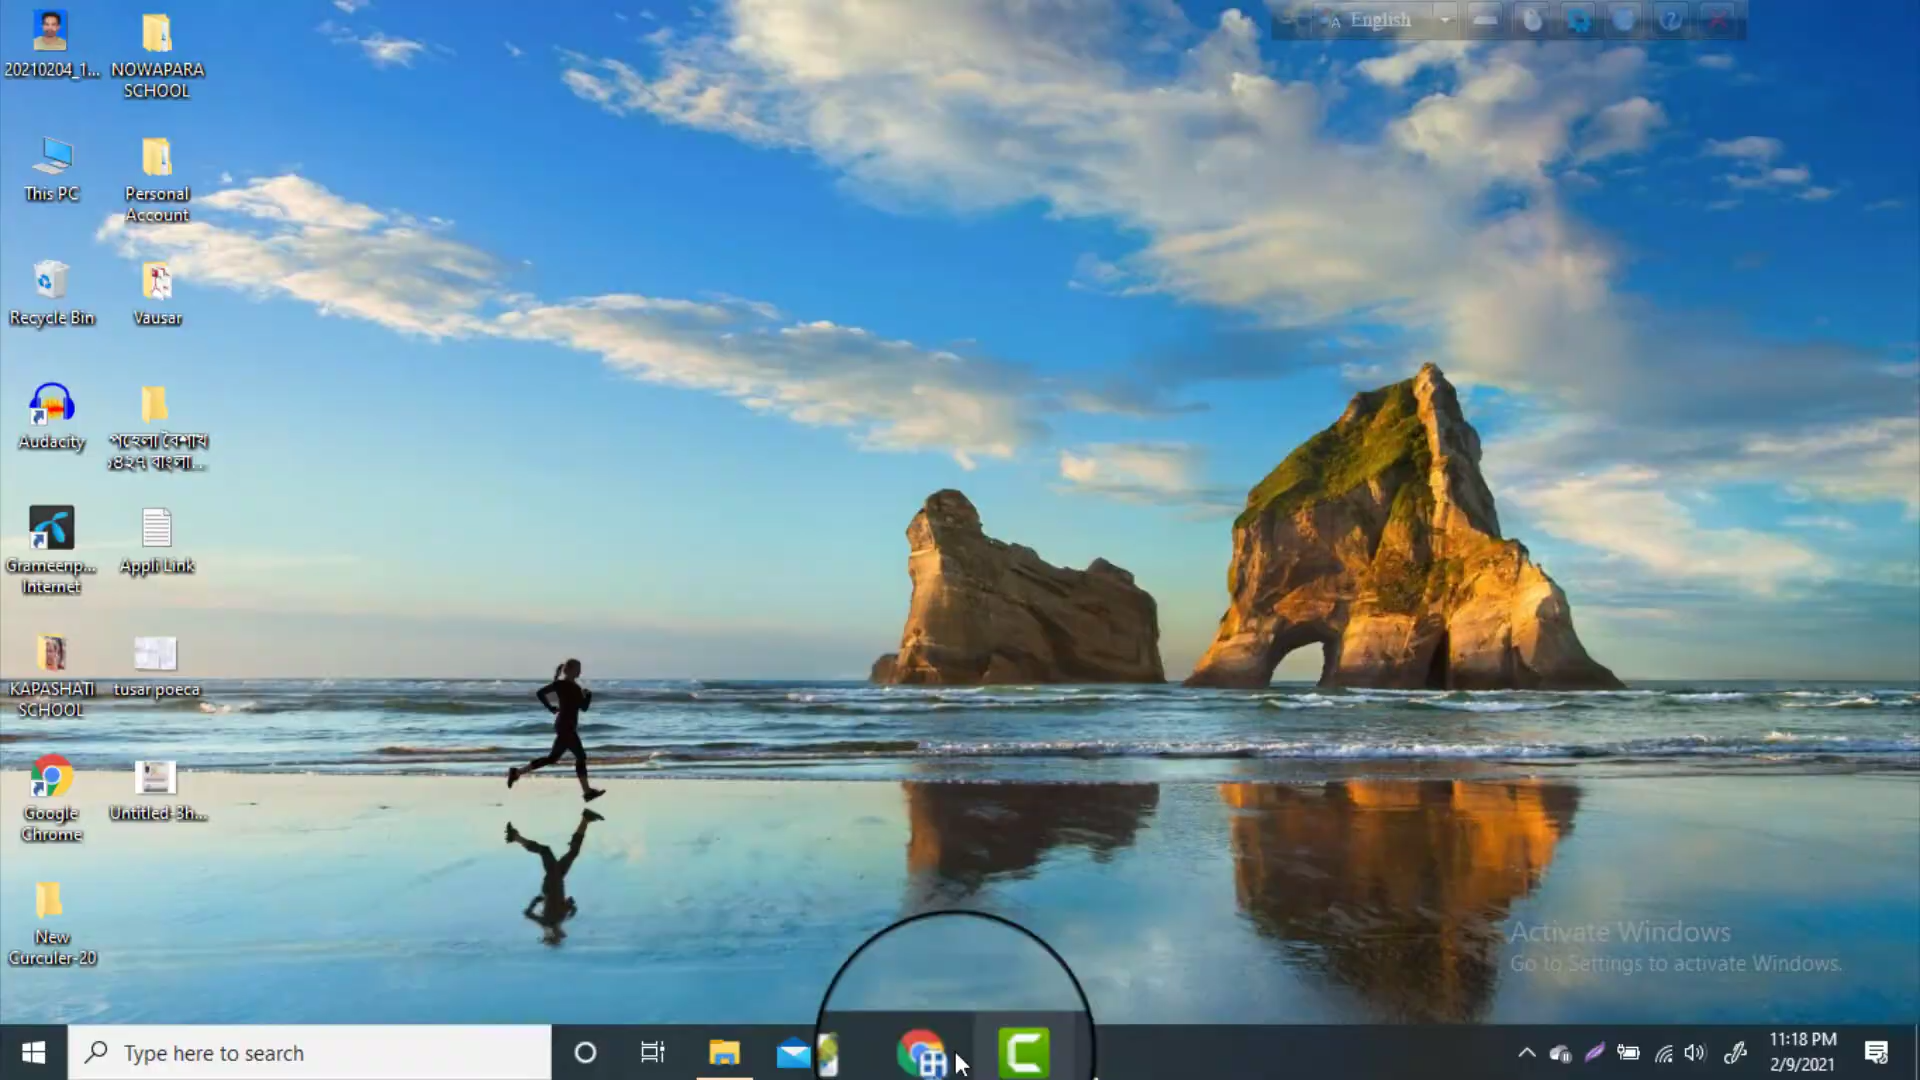 English
20210204_1...
NOWAPARA
SCHOOL
This PC
Personal
Account
Recycle Bin
Vausar
Audacity
পহেলা বৈশাখ
১৪২৭ বাংলা...
Grameenp...
Internet
Appli Link
KAPASHATI
SCHOOL
tusar poeca
Google
Chrome
Untitled-3h...
New
Curculer-20
Activate Windows
Go to Settings to activate Windows.
Type here to search
11:18 PM
2/9/2021